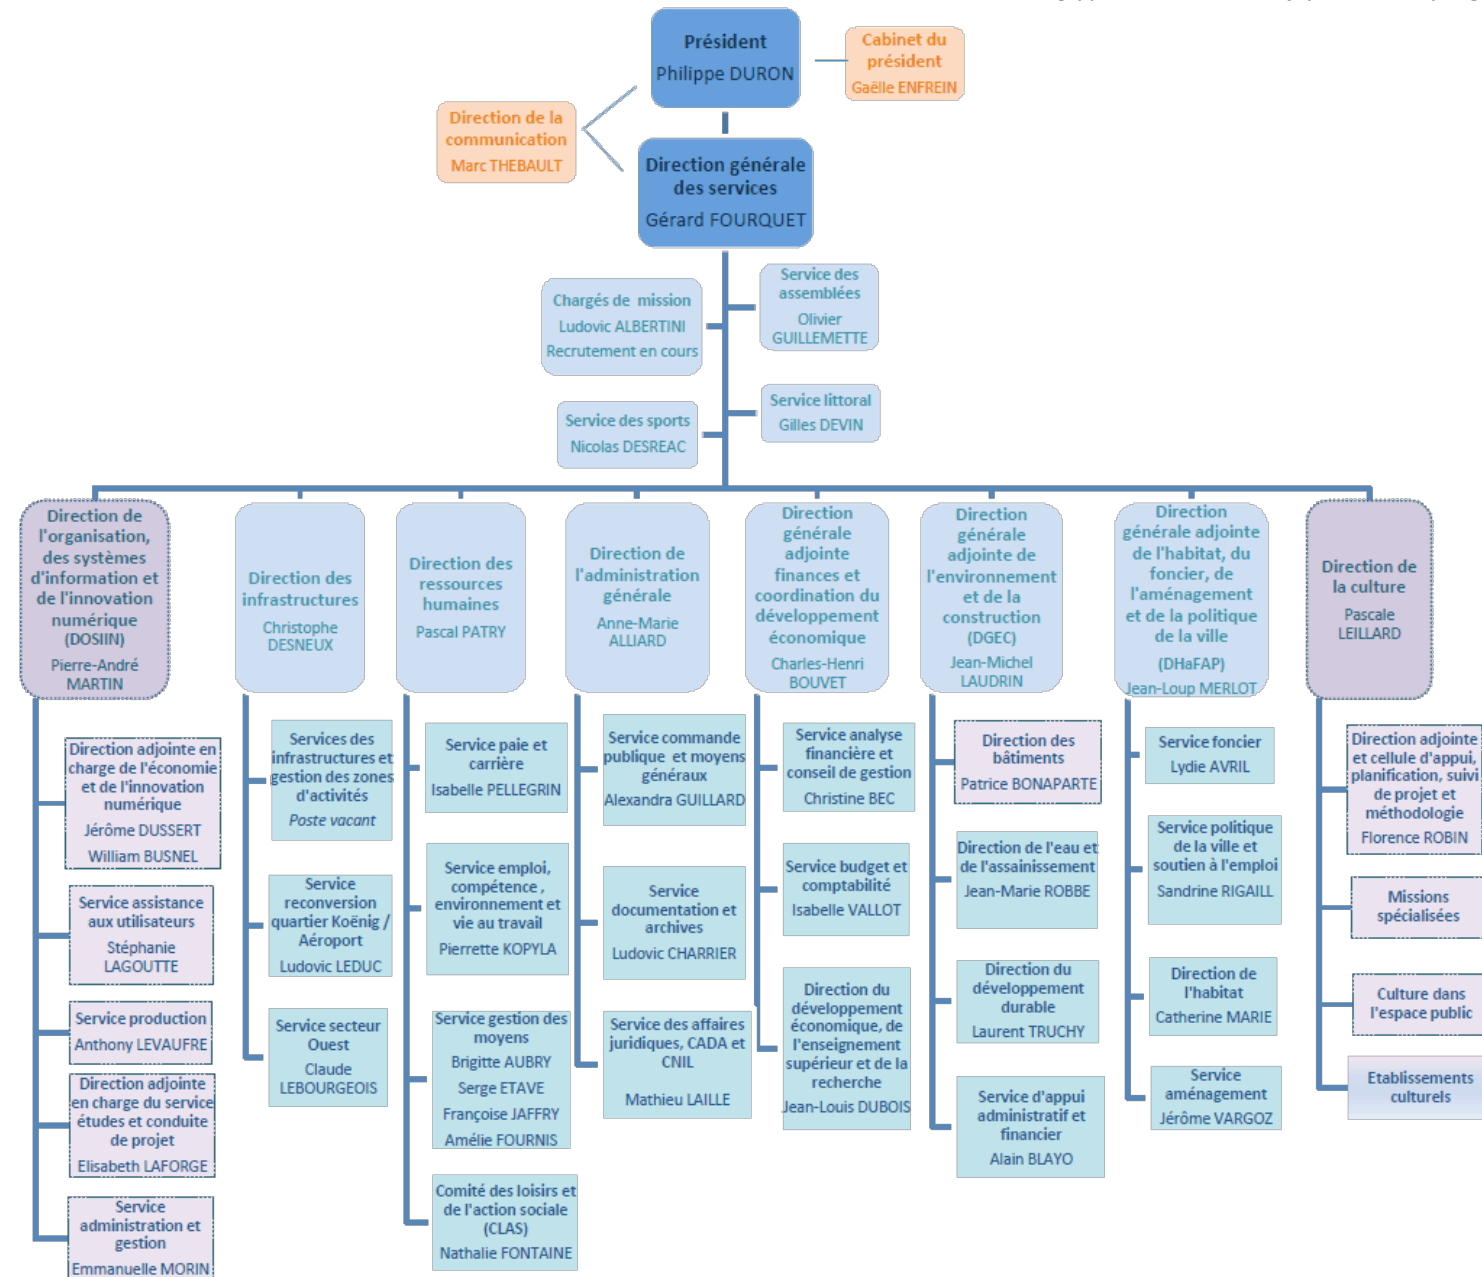 Président
Philippe DURON
Cabinet du
président
Gaëlle ENFREIN
Direction de la
communication
Marc THEBAULT
Direction générale
des services
Gérard FOURQUET
Chargés de mission
Ludovic ALBERTINI
Recrutement en cours
Service des
assemblées
Olivier
GUILLEMETTE
Service des sports
Nicolas DESREAC
Service littoral
Gilles DEVIN
Direction de
l'organisation,
des systèmes
d'information et
de l'innovation
numérique
(DOSIIN)
Pierre-André
MARTIN
Direction adjointe en
charge de l'économie
et de l'innovation
numérique
Jérôme DUSSERT
William BUSNEL
Service assistance
aux utilisateurs
Stéphanie
LAGOUTTE
Service production
Anthony LEVAUFRE
Direction adjointe
en charge du service
études et conduite
de projet
Elisabeth LAFORGE
Service
administration et
gestion
Emmanuelle MORIN
Direction des
infrastructures
Christophe
DESNEUX
Services des
infrastructures et
gestion des zones
d'activités
Poste vacant
Service
reconversion
quartier Koënig /
Aéroport
Ludovic LEDUC
Service secteur
Ouest
Claude
LEBOURGEOIS
Direction des
ressources
humaines
Pascal PATRY
Service paie et
carrière
Isabelle PELLEGRIN
Service emploi,
compétence ,
environnement et
vie au travail
Pierrette KOPYLA
Service gestion des
moyens
Brigitte AUBRY
Serge ETAVE
Françoise JAFFRY
Amélie FOURNIS
Comité des loisirs et
de l'action sociale
(CLAS)
Nathalie FONTAINE
Direction de
l'administration
générale
Anne-Marie
ALLIARD
Service commande
publique et moyens
généraux
Alexandra GUILLARD
Service
documentation et
archives
Ludovic CHARRIER
Service des affaires
juridiques, CADA et
CNIL
Mathieu LAILLE
Direction
générale
adjointe
finances et
coordination du
développement
économique
Charles-Henri
BOUVET
Service analyse
financière et
conseil de gestion
Christine BEC
Service budget et
comptabilité
Isabelle VALLOT
Direction du
développement
économique, de
l'enseignement
supérieur et de la
recherche
Jean-Louis DUBOIS
Direction
générale
adjointe de
l'environnement
et de la
construction
(DGEC)
Jean-Michel
LAUDRIN
Direction des
bâtiments
Patrice BONAPARTE
Direction de l'eau et
de l'assainissement
Jean-Marie ROBBE
Direction du
développement
durable
Laurent TRUCHY
Service d'appui
administratif et
financier
Alain BLAYO
Direction
générale adjointe
de l'habitat, du
foncier, de
l'aménagement
et de la politique
de la ville
(DHaFAP)
Jean-Loup MERLOT
Service foncier
Lydie AVRIL
Service politique
de la ville et
soutien à l'emploi
Sandrine RIGAILL
Direction de
l'habitat
Catherine MARIE
Service
aménagement
Jérôme VARGOZ
Direction de
la culture
Pascale
LEILLARD
Direction adjointe
et cellule d'appui,
planification, suivi
de projet et
méthodologie
Florence ROBIN
Missions
spécialisées
Culture dans
l'espace public
Etablissements
culturels